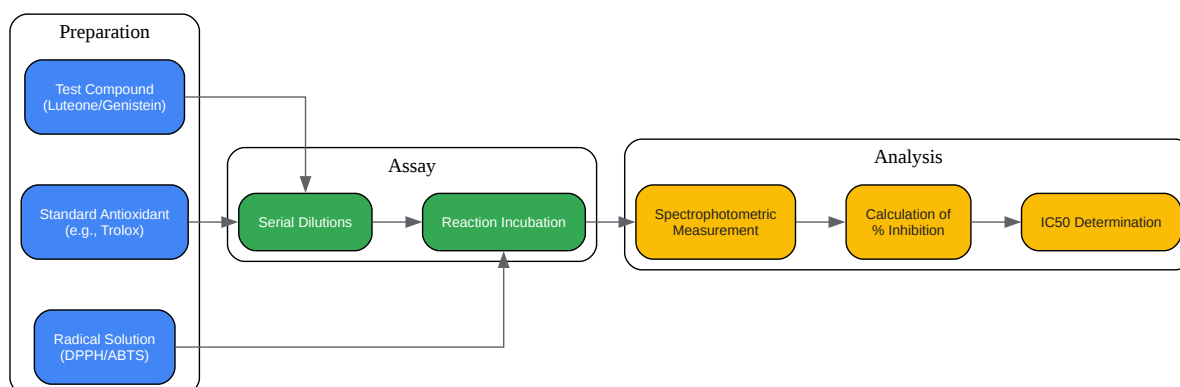 Preparation
Test Compound
(Luteone/Genistein)
Standard Antioxidant
(e.g., Trolox)
Radical Solution
(DPPH/ABTS)
Assay
Serial Dilutions
Reaction Incubation
Analysis
Spectrophotometric
Measurement
Calculation of
% Inhibition
IC50 Determination